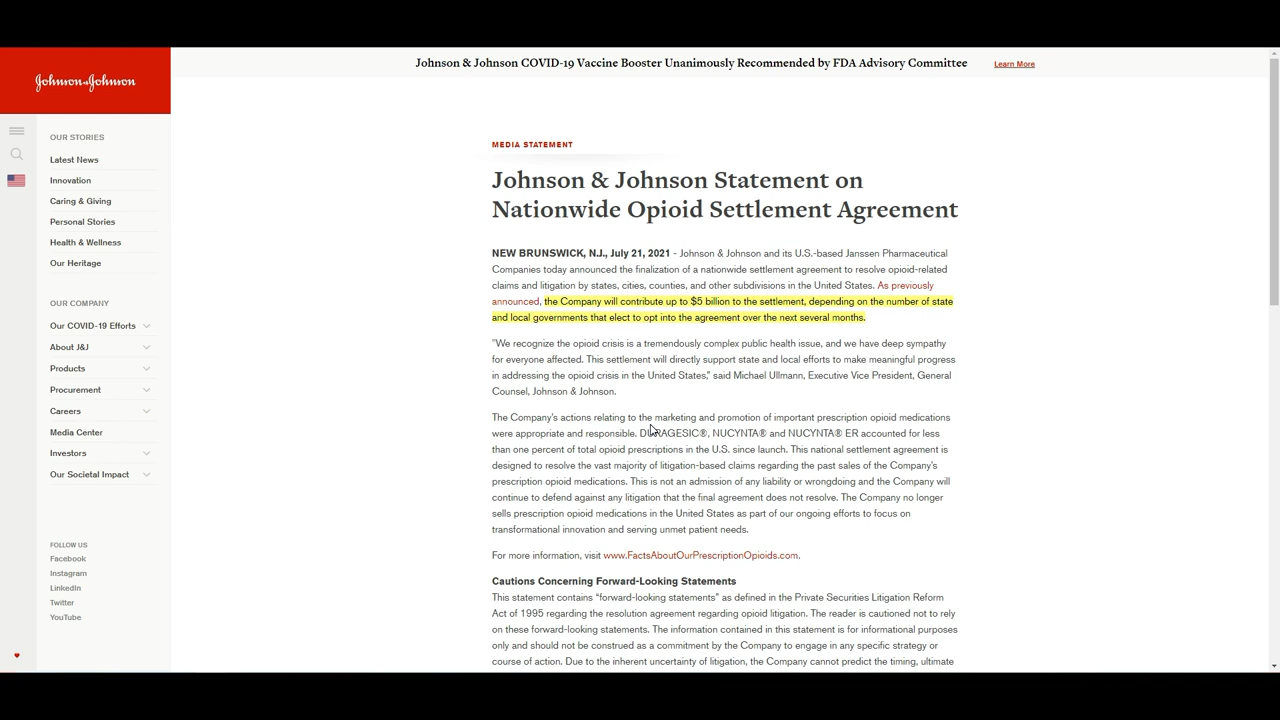 Johnson & Johnson COVID-19 Vaccine Booster Unanimously Recommended by FDA Advisory Committee
Learn More
Johnson&Johnson
OUR STORIES
Latest News
Innovation
Caring & Giving
Personal Stories
Health & Wellness
Our Heritage
OUR COMPANY
Our COVID-19 Efforts
About J&J
Products
Procurement
Careers
Media Center
Investors
Our Societal Impact
FOLLOW US
Facebook
Instagram
LinkedIn
Twitter
YouTube
MEDIA STATEMENT
Johnson & Johnson Statement on
Nationwide Opioid Settlement Agreement
NEW BRUNSWICK, N.J., July 21, 2021 - Johnson & Johnson and its U.S.-based Janssen Pharmaceutical
Companies today announced the finalization of a nationwide settlement agreement to resolve opioid-related
claims and litigation by states, cities, counties, and other subdivisions in the United States. As previously
announced, the Company will contribute up to $5 billion to the settlement, depending on the number of state
and local governments that elect to opt into the agreement over the next several months.
"We recognize the opioid crisis is a tremendously complex public health issue, and we have deep sympathy
for everyone affected. This settlement will directly support state and local efforts to make meaningful progress
in addressing the opioid crisis in the United States," said Michael Ullmann, Executive Vice President, General
Counsel, Johnson & Johnson.
The Company's actions relating to the marketing and promotion of important prescription opioid medications
were appropriate and responsible. DURAGESIC®, NUCYNTA® and NUCYNTA® ER accounted for less
than one percent of total opioid prescriptions in the U.S. since launch. This national settlement agreement is
designed to resolve the vast majority of litigation-based claims regarding the past sales of the Company's
prescription opioid medications. This is not an admission of any liability or wrongdoing and the Company will
continue to defend against any litigation that the final agreement does not resolve. The Company no longer
sells prescription opioid medications in the United States as part of our ongoing efforts to focus on
transformational innovation and serving unmet patient needs.
For more information, visit www.FactsAboutOurPrescriptionOpioids.com.
Cautions Concerning Forward-Looking Statements
This statement contains “forward-looking statements” as defined in the Private Securities Litigation Reform
Act of 1995 regarding the resolution agreement regarding opioid litigation. The reader is cautioned not to rely
on these forward-looking statements. The information contained in this statement is for informational purposes
only and should not be construed as a commitment by the Company to engage in any specific strategy or
course of action. Due to the inherent uncertainty of litigation, the Company cannot predict the timing, ultimate